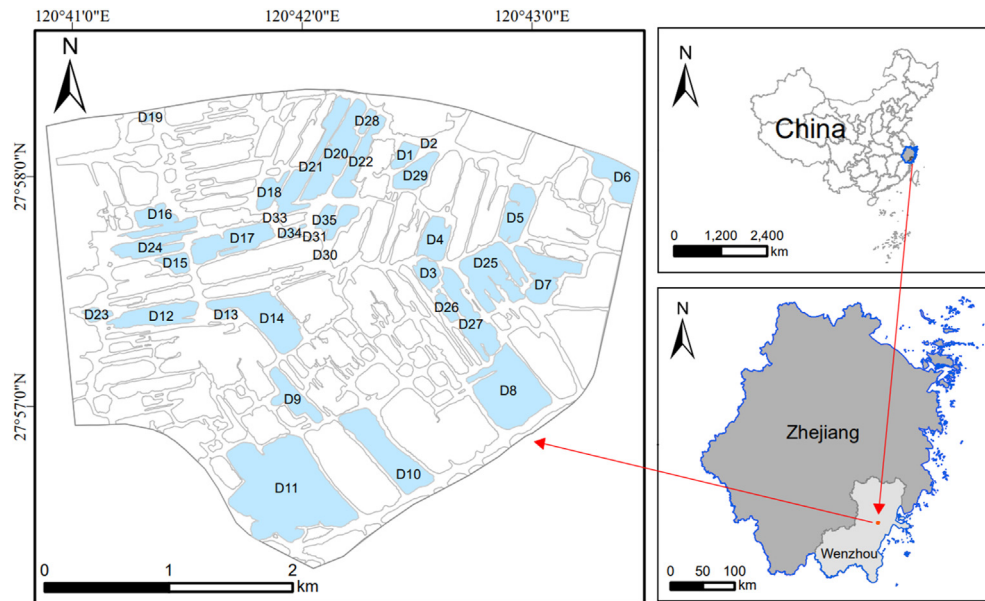 120°41'0"E 120°42'0"E 120°43'0"E
N
D19
D28
D20
D2
D1
D22
D21
D29
D6
27°58'0"N
D18
D16
D33
D35
D5
D34
D31
D17
D24
D4
D30
D15
D25
D3
D7
D26
D23
D12
D13
D14
D27
D8
D9
27°57'0"N
D10
D11
0 1 2
km
N
China
0 1,200 2,400
km
N
Zhejiang
Wenzhou
0 50 100
km